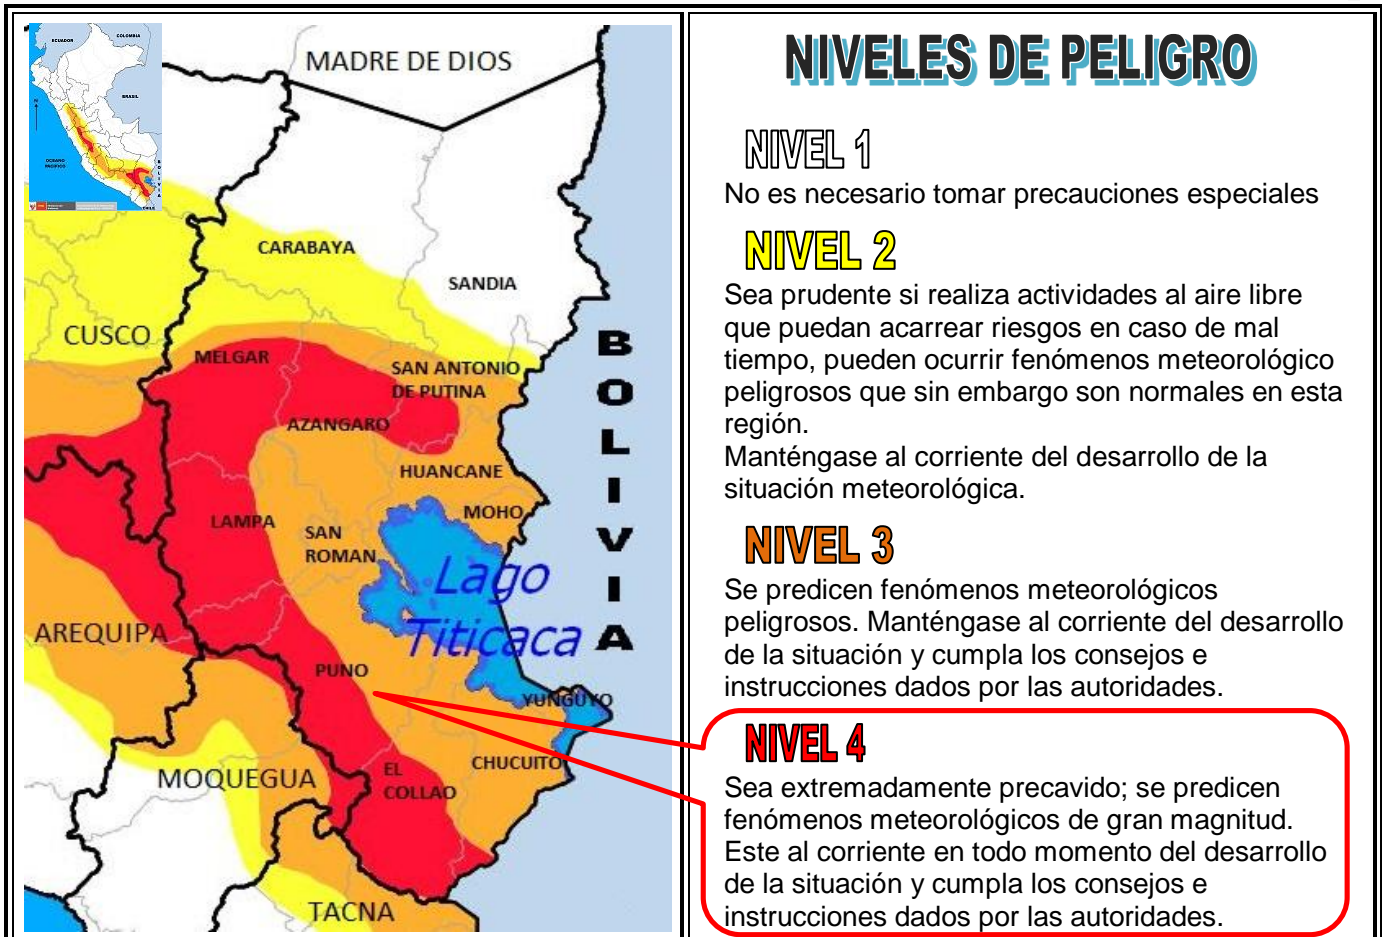 ECUADOR
COLOMBIA
BRASIL
OCEANO
PACIFICO
BOLIVIA
CHILE
MADRE DE DIOS
CARABAYA
SANDIA
CUSCO
MELGAR
SAN ANTONIO
DE PUTINA
AZANGARO
HUANCANE
LAMPA
MOHO
SAN
ROMAN
Lago
Titicaca
BOLIVIA
AREQUIPA
PUNO
YUNGUYO
MOQUEGUA
EL
COLLAO
CHUCUITO
TACNA
NIVELES DE PELIGRO
NIVEL 1
No es necesario tomar precauciones especiales
NIVEL 2
Sea prudente si realiza actividades al aire libre
que puedan acarrear riesgos en caso de mal
tiempo, pueden ocurrir fenómenos meteorológico
peligrosos que sin embargo son normales en esta
región.
Manténgase al corriente del desarrollo de la
situación meteorológica.
NIVEL 3
Se predicen fenómenos meteorológicos
peligrosos. Manténgase al corriente del desarrollo
de la situación y cumpla los consejos e
instrucciones dados por las autoridades.
NIVEL 4
Sea extremadamente precavido; se predicen
fenómenos meteorológicos de gran magnitud.
Este al corriente en todo momento del desarrollo
de la situación y cumpla los consejos e
instrucciones dados por las autoridades.